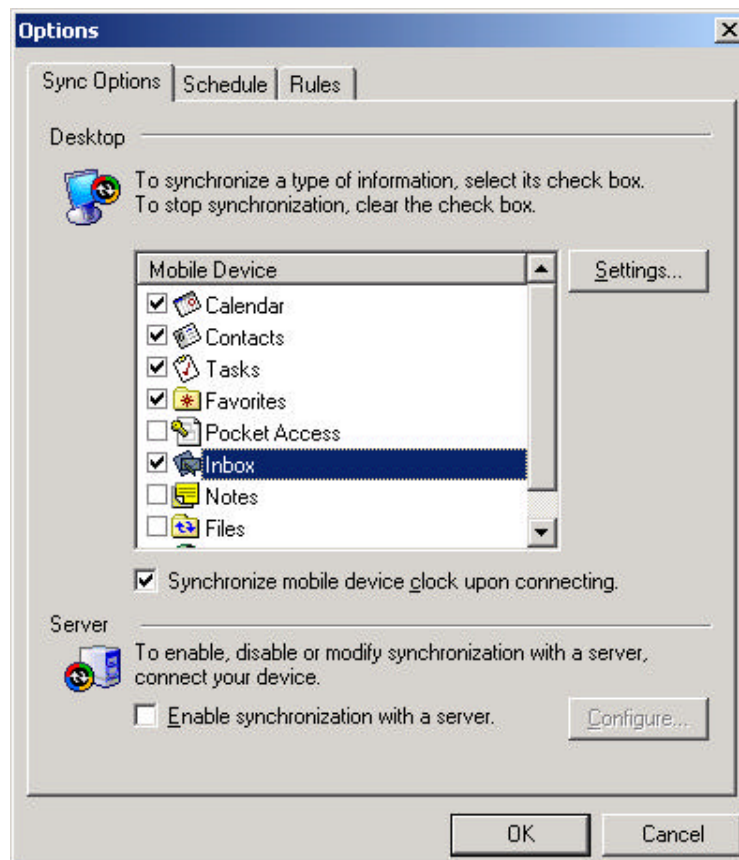 Options
Sync Options Schedule Rules
Desktop
To synchronize a type of information, select its check box.
To stop synchronization, clear the check box.
Mobile Device
Settings...
Calendar
Contacts
Tasks
Favorites
Pocket Access
Inbox
Notes
Files
Synchronize mobile device clock upon connecting.
Server
To enable, disable or modify synchronization with a server,
connect your device.
Enable synchronization with a server.
Configure...
OK Cancel